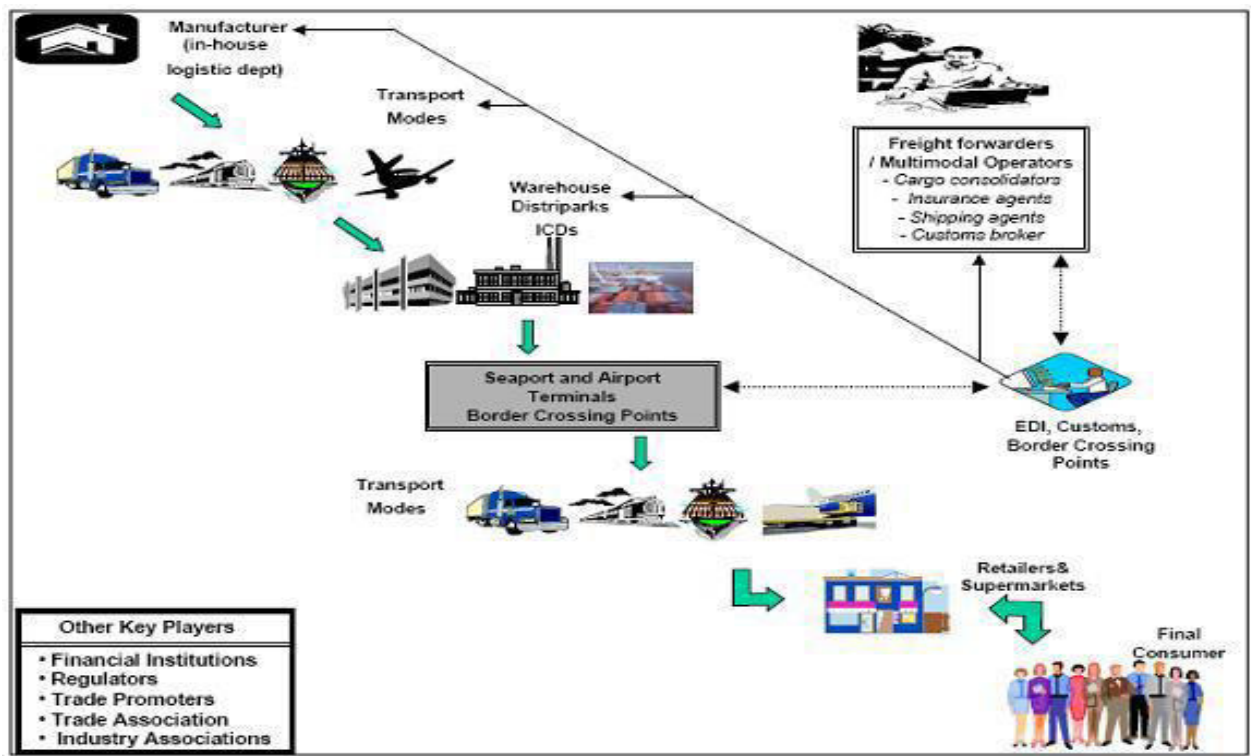 Manufacturer
(in-house
logistic dept)
Transport
Modes
Warehouse
Distriparks
ICDs
Freight forwarders
/ Multimodal Operators
- Cargo consolidators
- Insurance agents
- Shipping agents
- Customs broker
Seaport and Airport
Terminals
Border Crossing Points
EDI, Customs,
Border Crossing
Points
Transport
Modes
Retailers&
Supermarkets
Final
Consumer
Other Key Players
• Financial Institutions
• Regulators
• Trade Promoters
• Trade Association
• Industry Associations